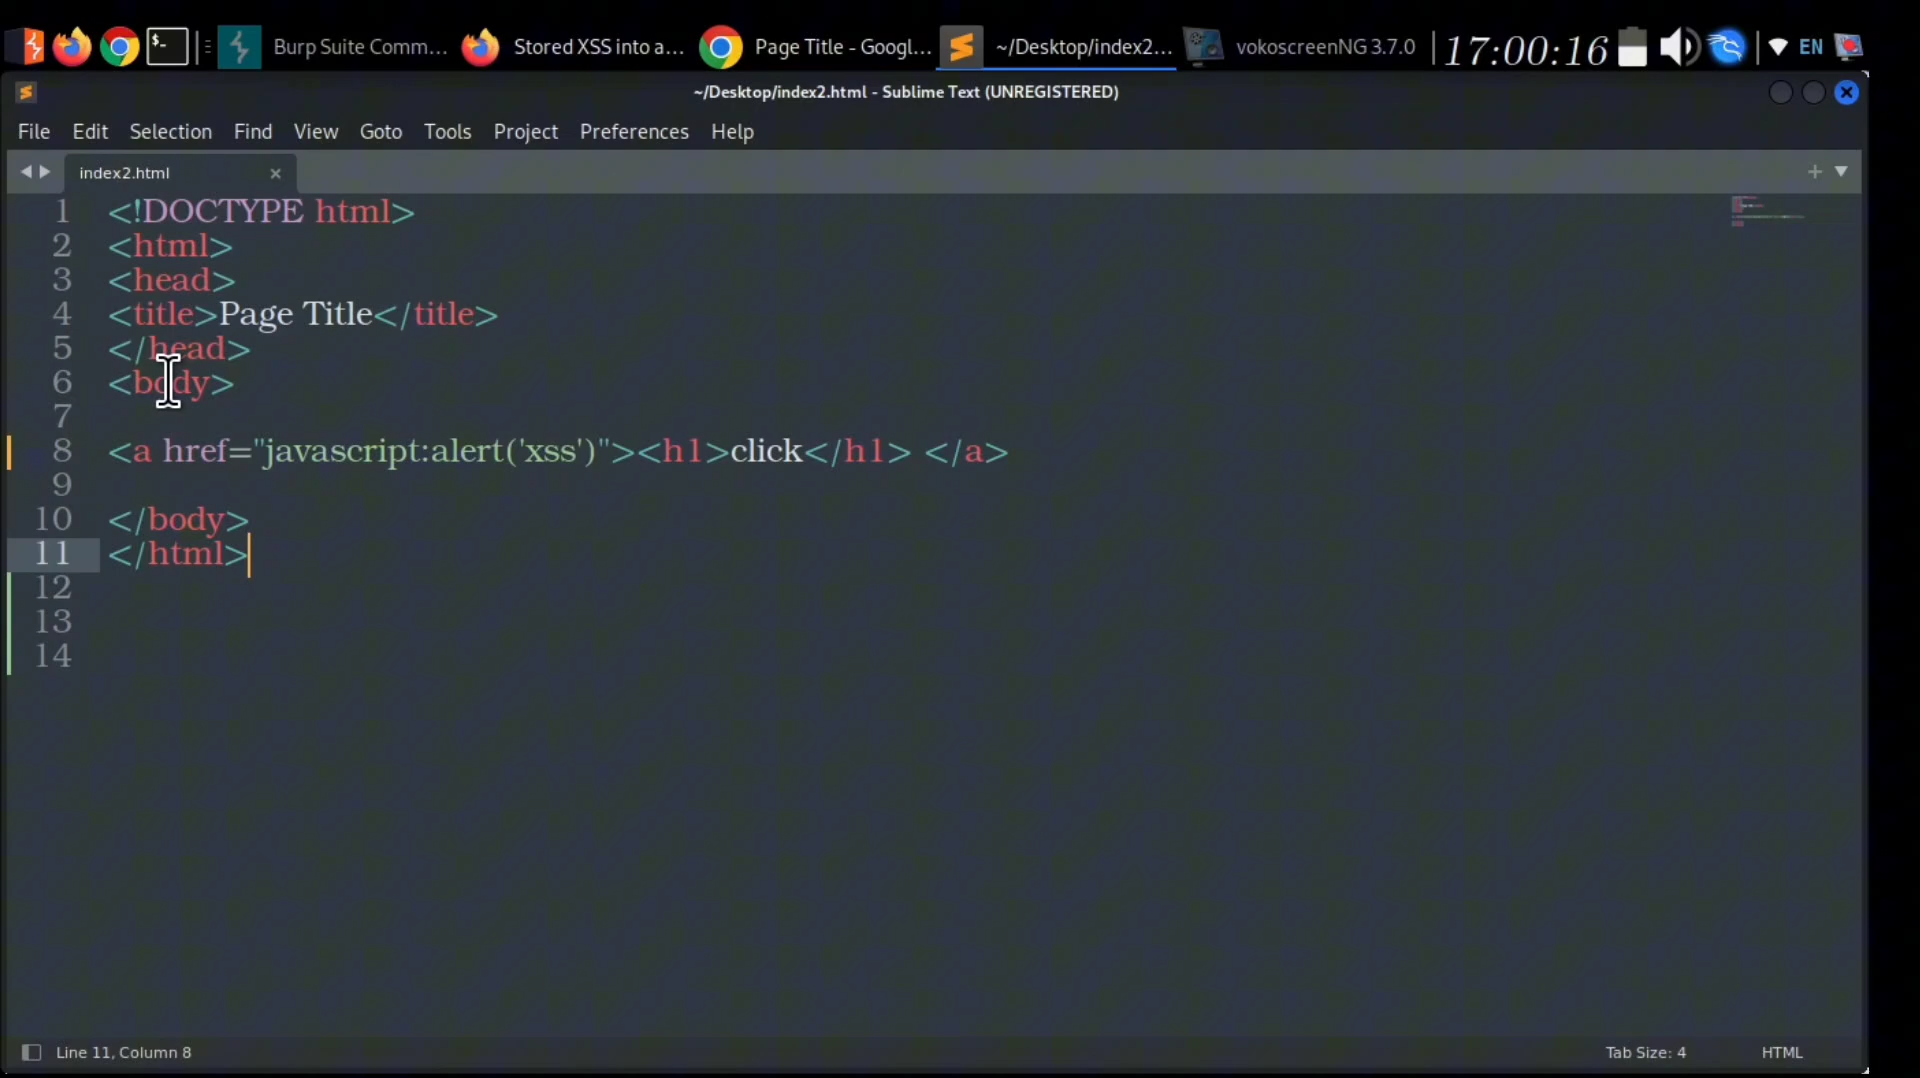 $-
Burp Suite Comm...
Stored XSS into a...
Page Title - Googl...
~/Desktop/index2...
vokoscreenNG 3.7.0
17:00:16
EN
~/Desktop/index2.html - Sublime Text (UNREGISTERED)
File Edit Selection Find View Goto Tools Project Preferences Help
index2.html
1 <!DOCTYPE html>
2 <html>
3 <head>
4 <title>Page Title</title>
5 </head>
6 <body>
7
8 <a href="javascript:alert('xss')"><h1>click</h1> </a>
9
10 </body>
11 </html>
12
13
14
Line 11, Column 8
Tab Size: 4
HTML